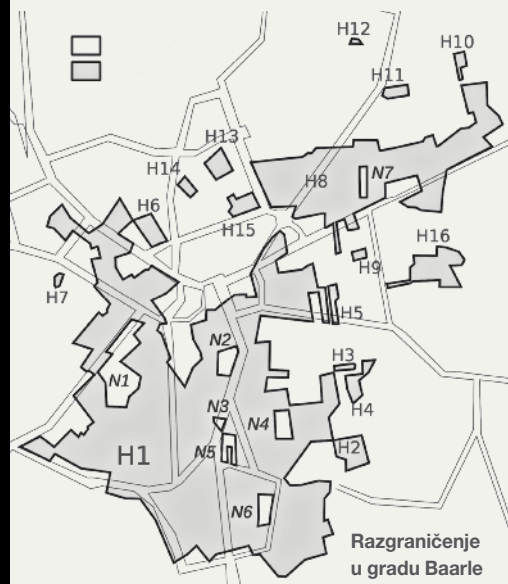 H12
H10
H11
H13
H14
N7
H8
H6
H15
H16
H9
H7
H5
N2
H3
N1
H4
N3
N4
H2
H1
N5
N6
Razgraničenje
u gradu Baarle